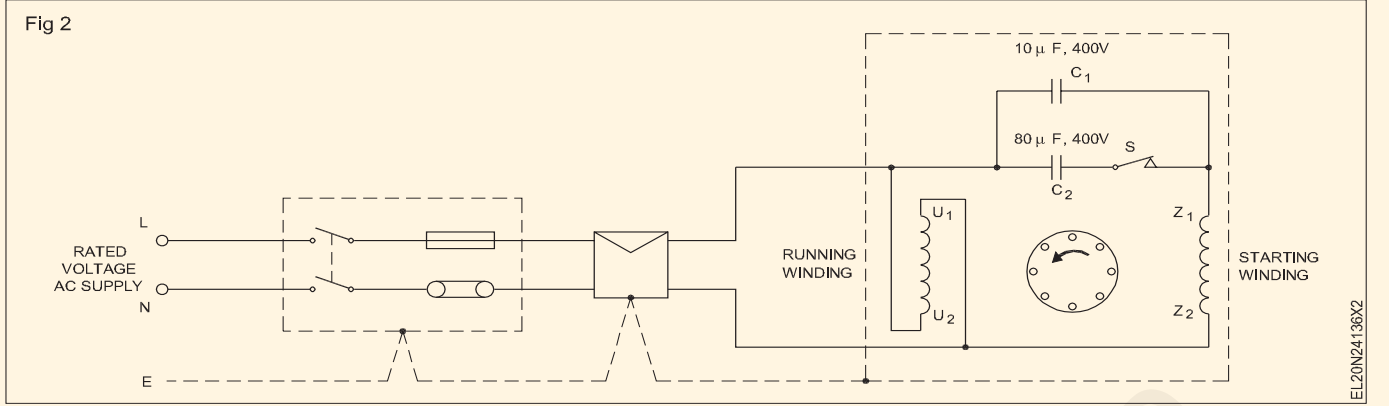 Fig 2
10 μ F, 400V
C1
80 μ F, 400V
S
C2
L
RATED
VOLTAGE
AC SUPPLY
N
E
RUNNING
WINDING
U1
U2
Z1
Z2
STARTING
WINDING
EL20N24136X2